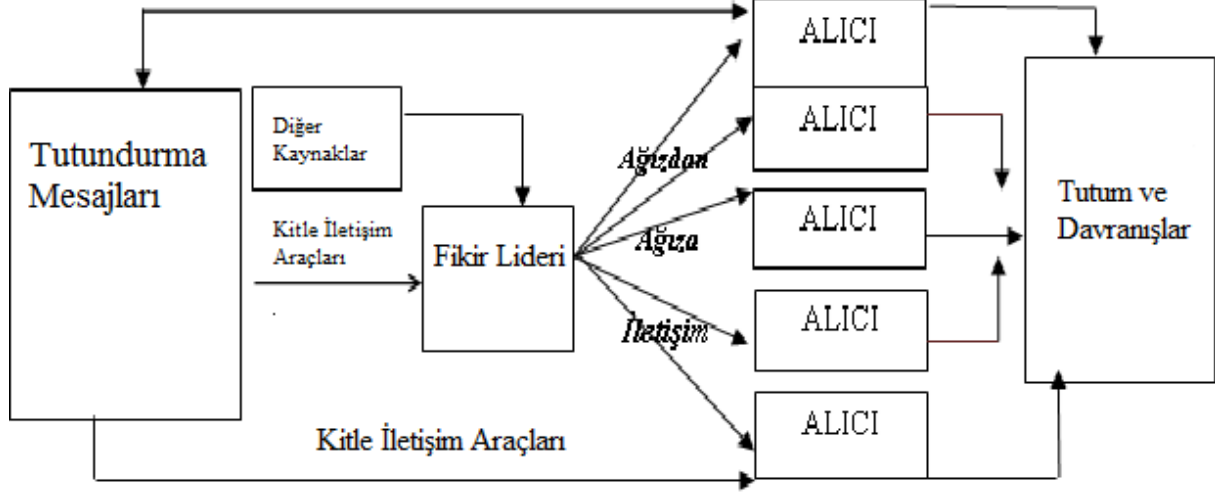 Tutundurma
Mesajları
Diğer
Kaynaklar
Kitle İletişim
Araçları
Fikir Lideri
Ağızdan
Ağıza
İletişim
ALICI
ALICI
ALICI
ALICI
ALICI
Tutum ve
Davranışlar
Kitle İletişim Araçları